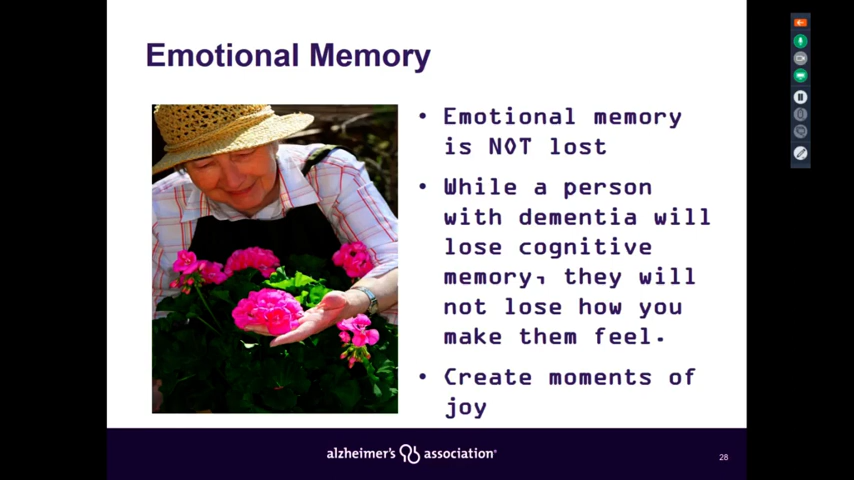 Emotional Memory
• Emotional memory
is NOT lost
• While a person
with dementia will
lose cognitive
memory, they will
not lose how you
make them feel.
• Create moments of
joy
alzheimer's association®
28